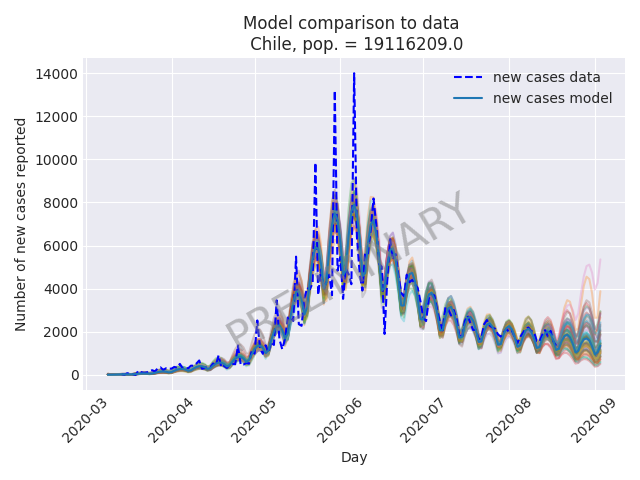 Model comparison to data
Chile, pop. = 19116209.0
new cases data
new cases model
14000
12000
10000
8000
6000
4000
2000
0
Number of new cases reported
PRELIMINARY
2020-03
2020-04
2020-05
2020-06
2020-07
2020-08
2020-09
Day